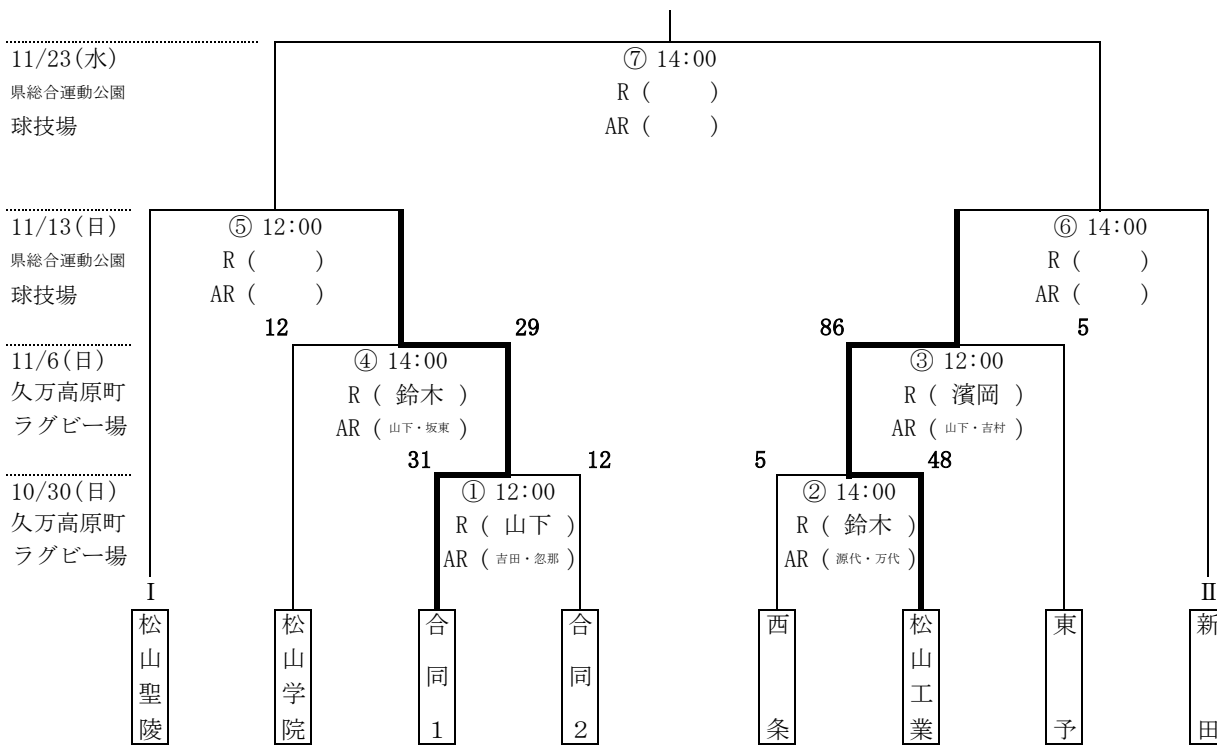 11/23(水)
県総合運動公園
球技場
⑦ 14:00
R (　　)
AR (　　)
11/13(日)
県総合運動公園
球技場
⑤ 12:00
R (　　)
AR (　　)
⑥ 14:00
R (　　)
AR (　　)
12
29
86
5
11/6(日)
久万高原町
ラグビー場
④ 14:00
R ( 鈴木 )
AR ( 山下・坂東 )
③ 12:00
R ( 濱岡 )
AR ( 山下・吉村 )
31
12
5
48
10/30(日)
久万高原町
ラグビー場
① 12:00
R ( 山下 )
AR ( 吉田・忽那 )
② 14:00
R ( 鈴木 )
AR ( 源代・万代 )
Ⅰ
Ⅱ
松山聖陵
松山学院
合同1
合同2
西条
松山工業
東予
新田